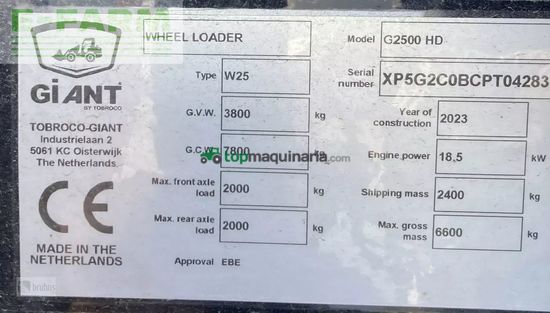 E-FARM
WHEEL LOADER
Model G2500 HD
Type W25
Serial number XP5G2C0BCPT04283
GiANT
BY TOBROCO
TOBROCO-GIANT
Industrielaan 2
5061 KC Oisterwijk
The Netherlands
G.V.W. 3800 kg
Year of construction 2023
G.C.W. 7800 kg
topmaquinaria.com
Engine power 18,5 kW
Max. front axle load 2000 kg
Shipping mass 2400 kg
Max. rear axle load 2000 kg
Max. gross mass 6600 kg
CE
MADE IN THE
NETHERLANDS
Approval EBE
bruhns